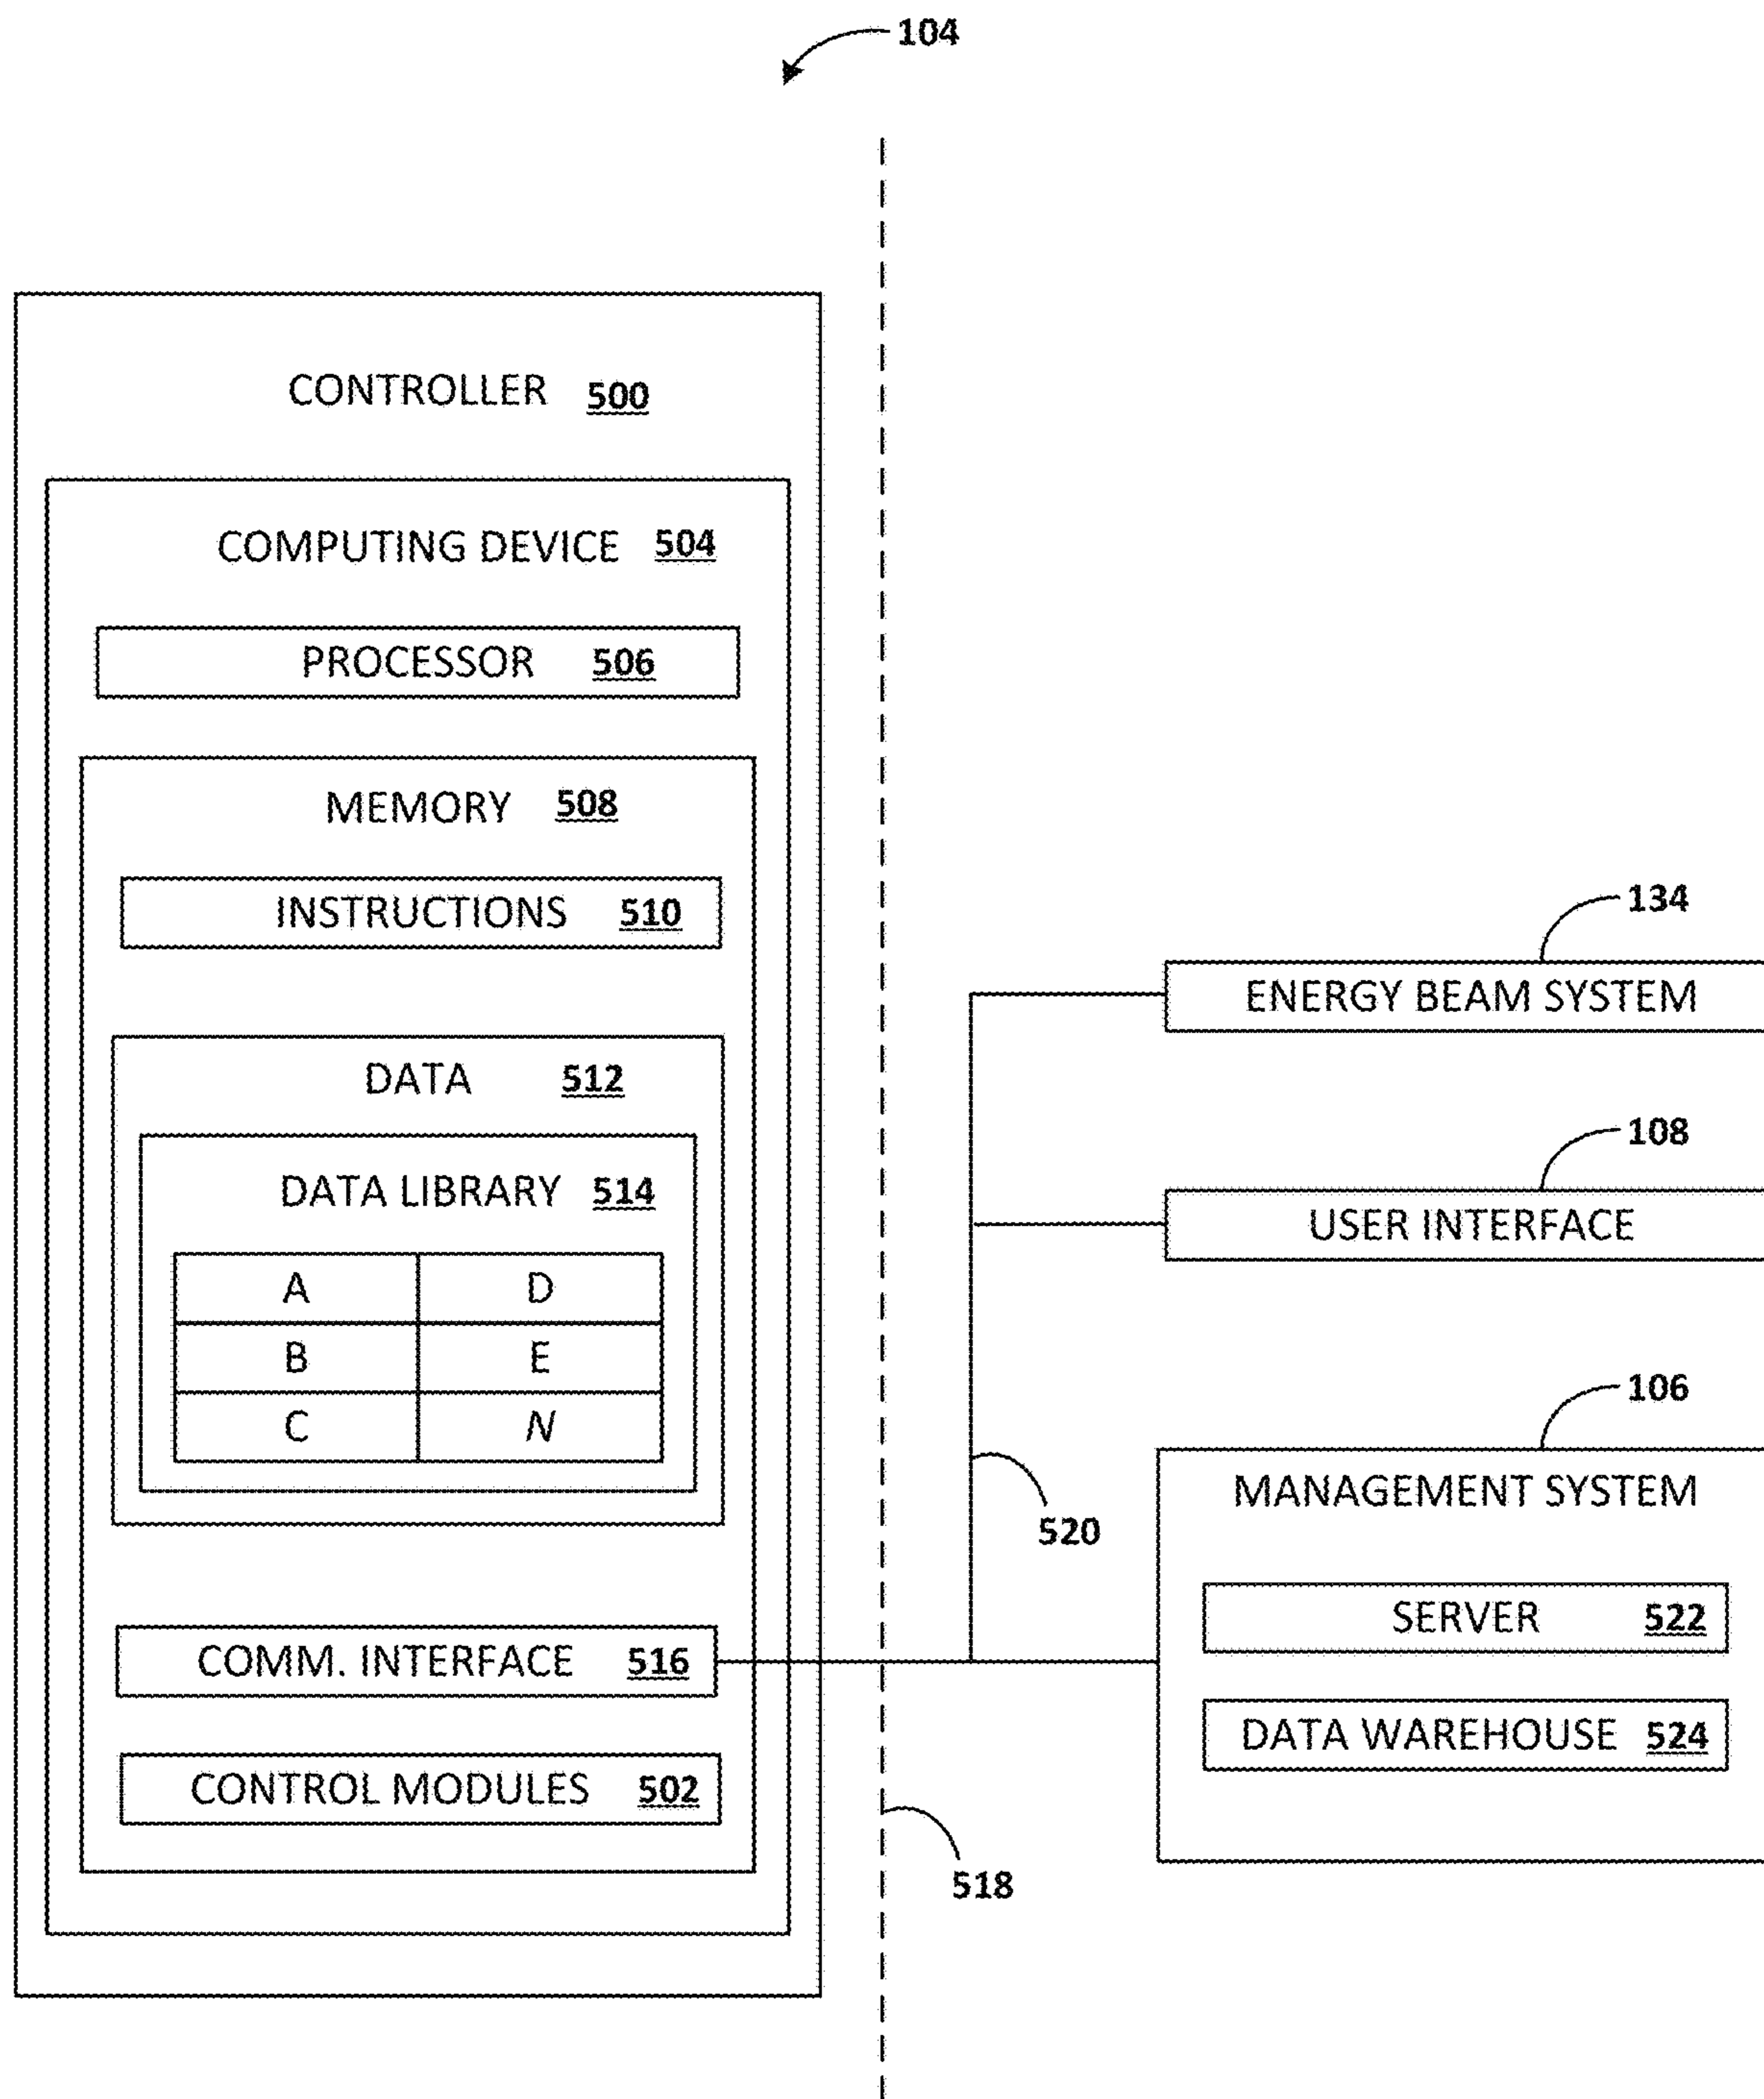 104
CONTROLLER 500
COMPUTING DEVICE 504
PROCESSOR 506
MEMORY 508
INSTRUCTIONS 510
DATA 512
DATA LIBRARY 514
A D
B E
C N
COMM. INTERFACE 516
CONTROL MODULES 502
518
520
134
ENERGY BEAM SYSTEM
108
USER INTERFACE
106
MANAGEMENT SYSTEM
SERVER 522
DATA WAREHOUSE 524